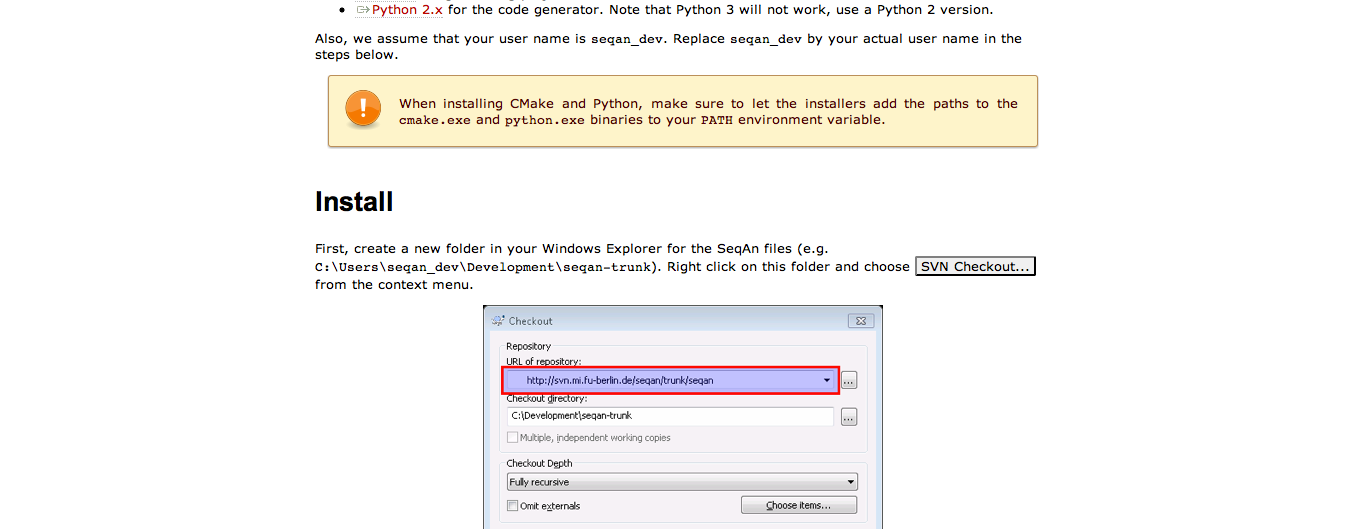 Python 2.x for the code generator. Note that Python 3 will not work, use a Python 2 version.
Also, we assume that your user name is seqan_dev. Replace seqan_dev by your actual user name in the
steps below.
When installing CMake and Python, make sure to let the installers add the paths to the
cmake.exe and python.exe binaries to your PATH environment variable.
Install
First, create a new folder in your Windows Explorer for the SeqAn files (e.g.
C:\Users\seqan_dev\Development\seqan-trunk). Right click on this folder and choose SVN Checkout...
from the context menu.
Checkout
Repository
URL of repository:
http://svn.mi.fu-berlin.de/seqan/trunk/seqan
...
Checkout directory:
C:\Development\seqan-trunk
...
Multiple, independent working copies
Checkout Depth
Fully recursive
Omit externals
Choose items...